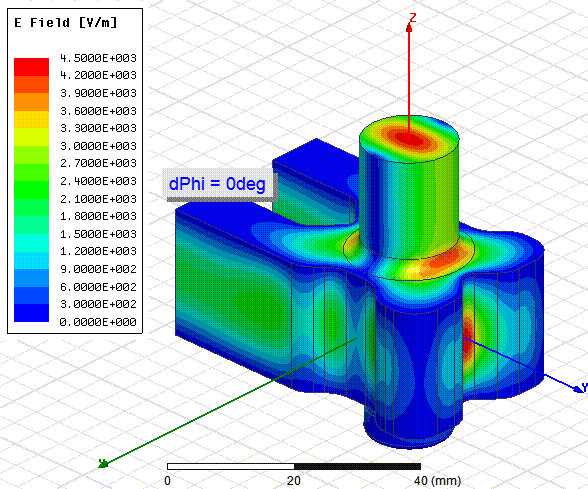 E Field [V/m]
4.5000E+003
4.2000E+003
3.9000E+003
3.6000E+003
3.3000E+003
3.0000E+003
2.7000E+003
2.4000E+003
2.1000E+003
1.8000E+003
1.5000E+003
1.2000E+003
9.0000E+002
6.0000E+002
3.0000E+002
0.0000E+000
Z
dPhi = 0deg
Y
0
20
40 (mm)